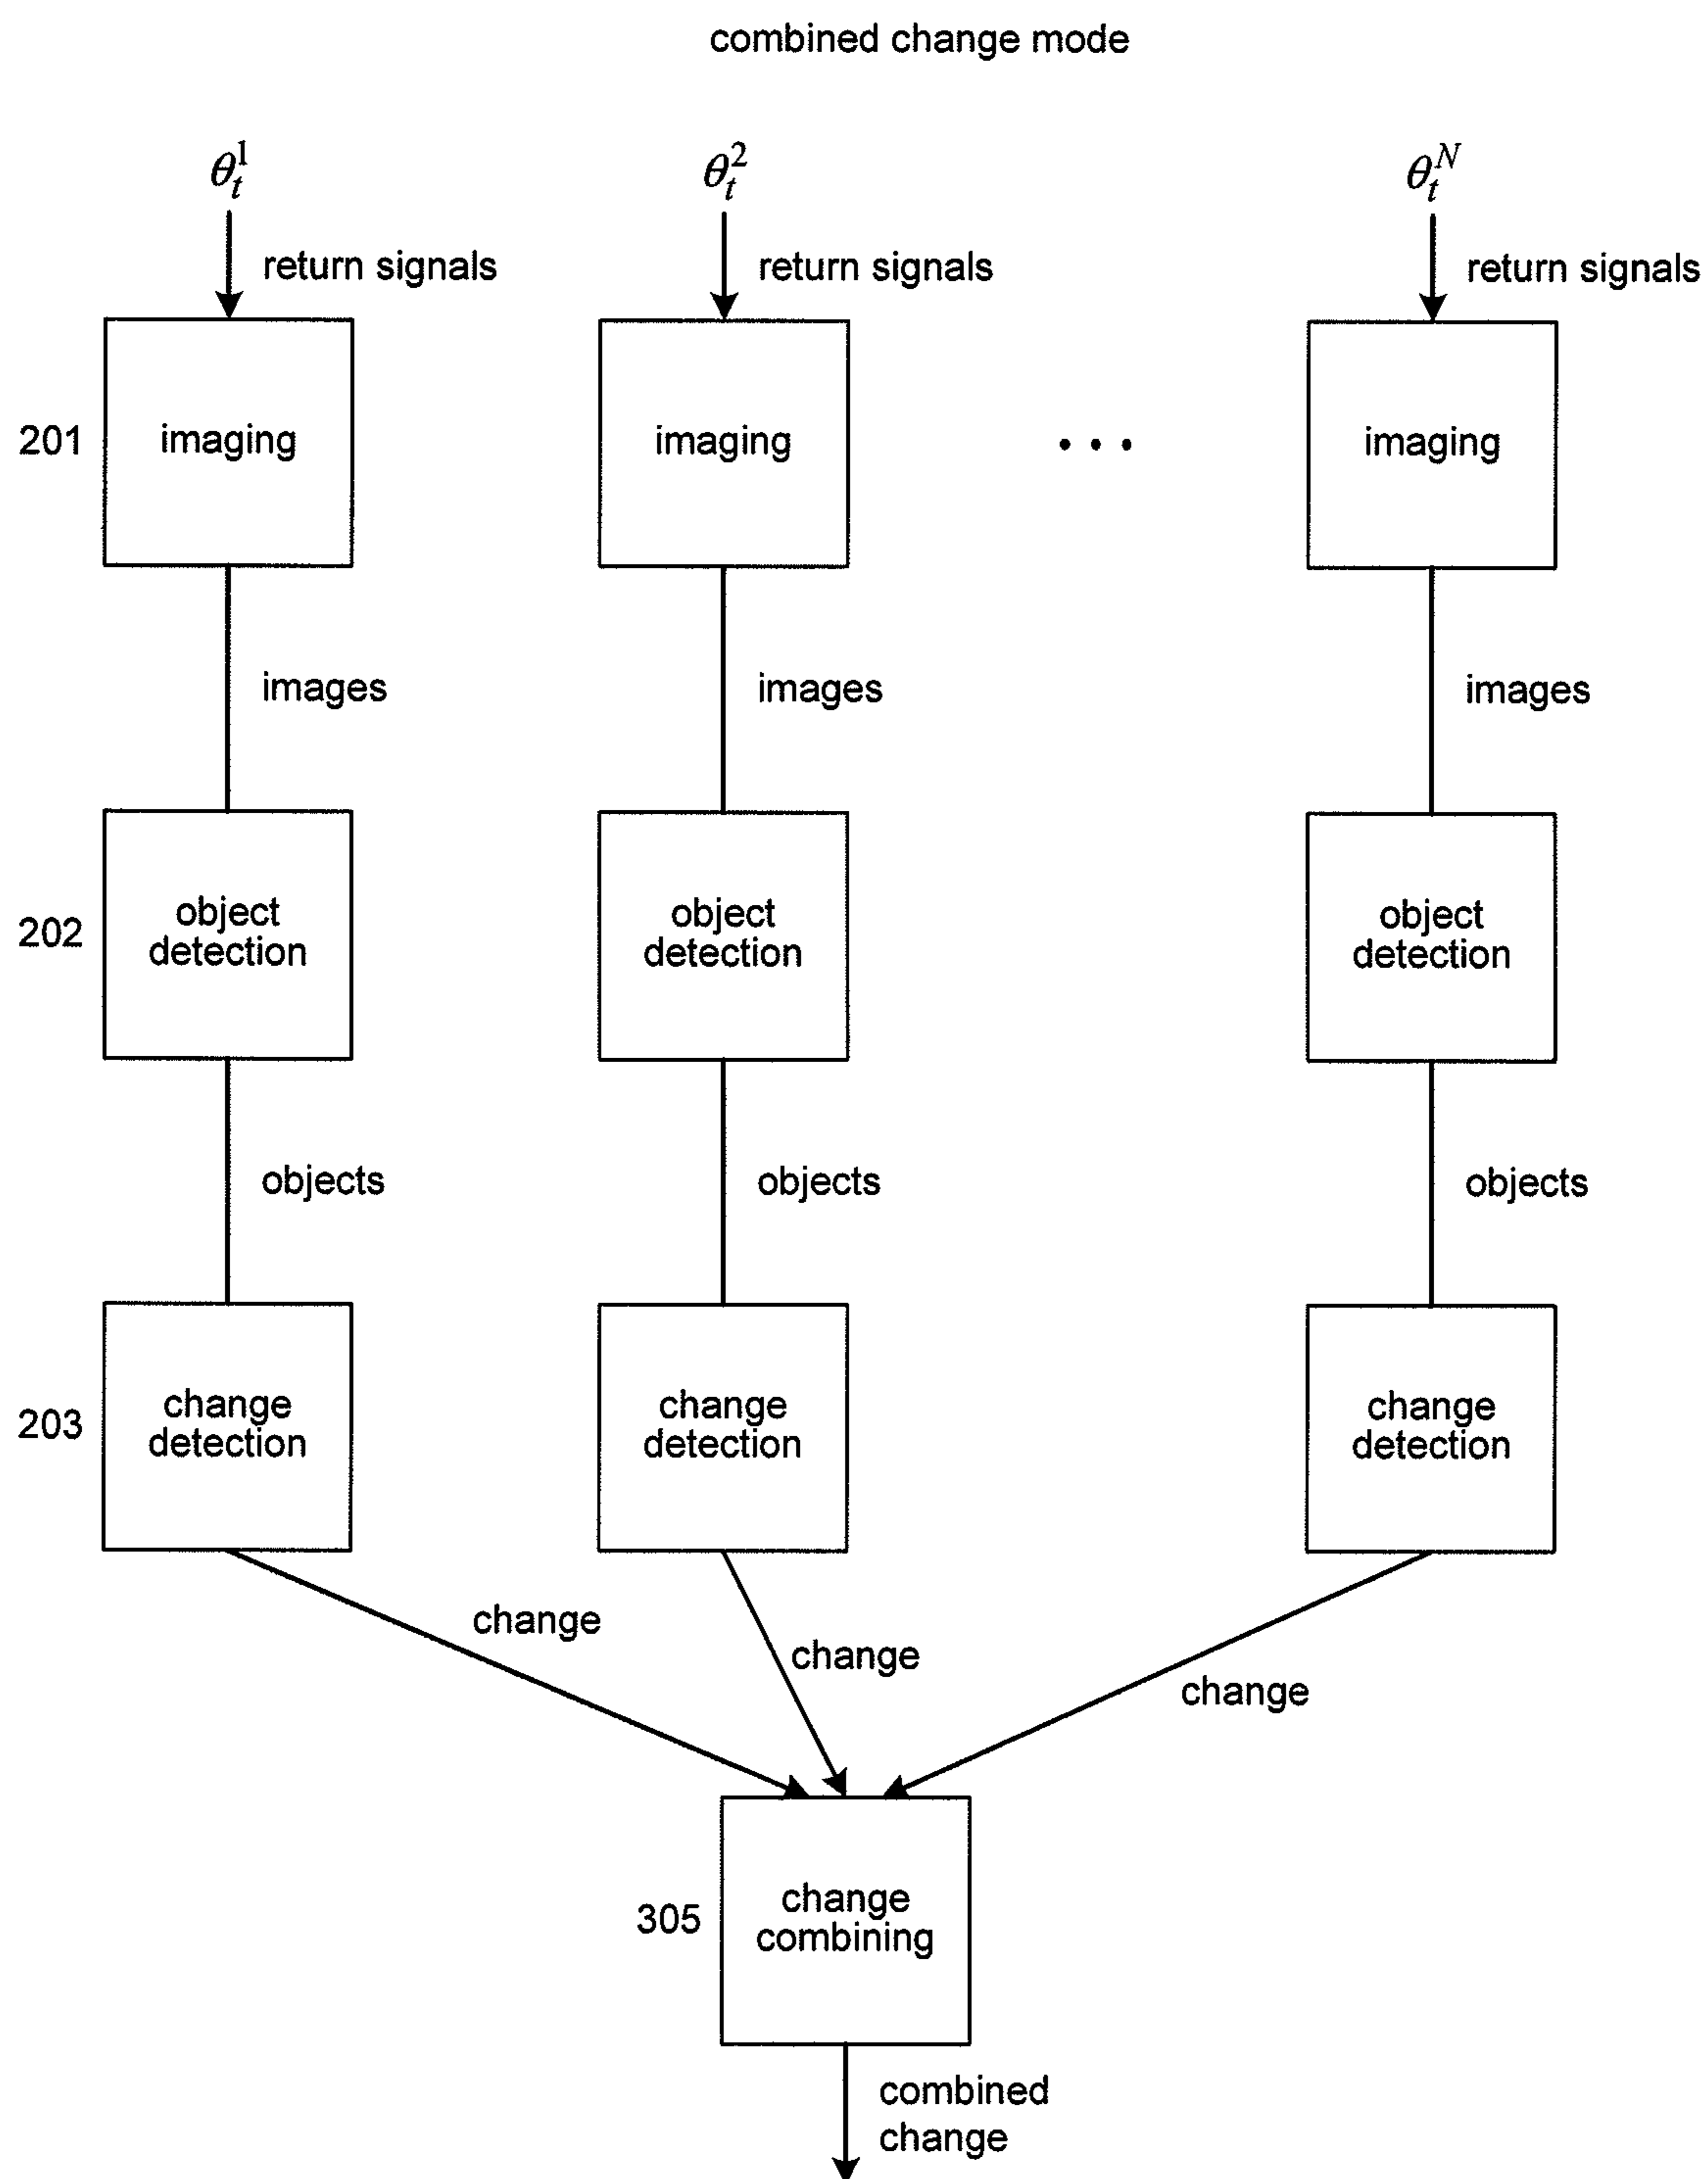 combined change mode
θ_t^1 θ_t^2 θ_t^N
return signals return signals return signals
201 imaging imaging ... imaging
images images images
202 object detection object detection object detection
objects objects objects
203 change detection change detection change detection
change
change
change
305 change combining
combined
change